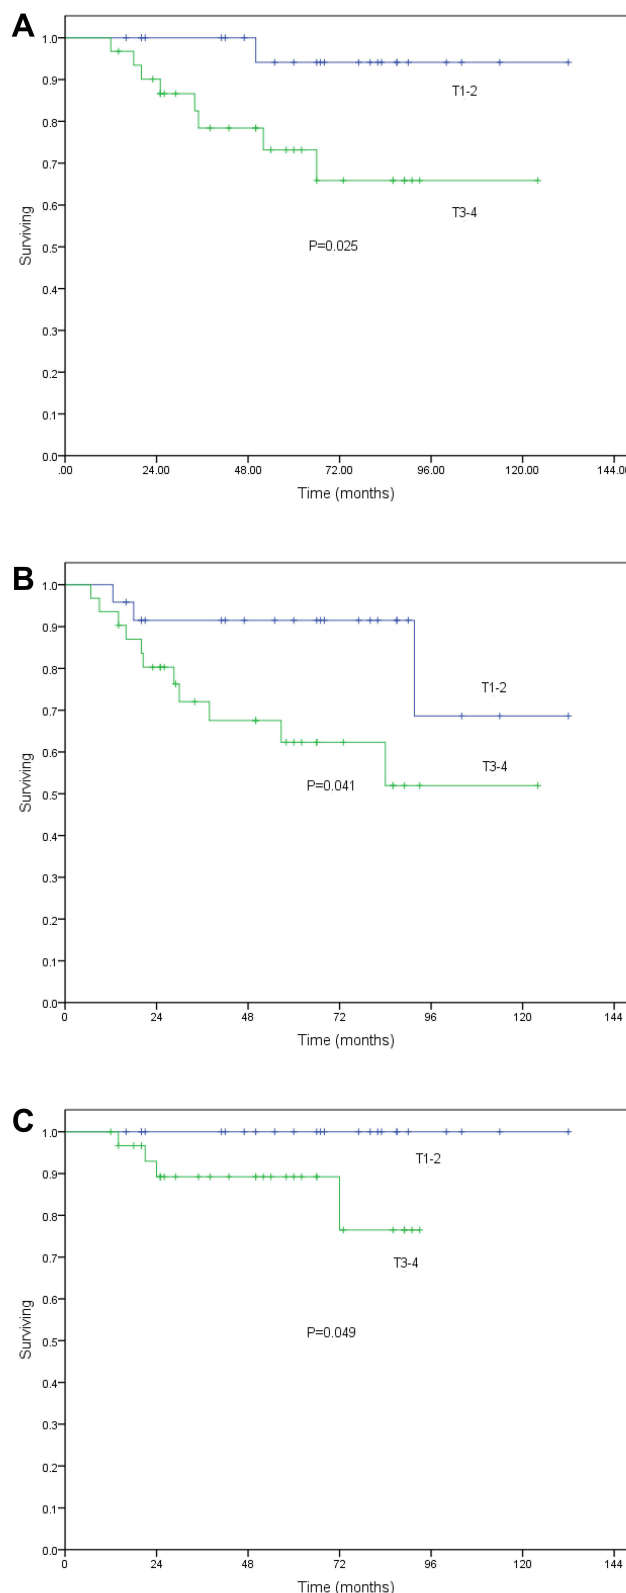 A
1.0
0.9
0.8
0.7
0.6
0.5
0.4
0.3
0.2
0.1
0.0
Surviving
T1-2
T3-4
P=0.025
.00 24.00 48.00 72.00 96.00 120.00 144.00
Time (months)
B
1.0
0.9
0.8
0.7
0.6
0.5
0.4
0.3
0.2
0.1
0.0
Surviving
T1-2
T3-4
P=0.041
0 24 48 72 96 120 144
Time (months)
C
1.0
0.9
0.8
0.7
0.6
0.5
0.4
0.3
0.2
0.1
0.0
Surviving
T1-2
T3-4
P=0.049
0 24 48 72 96 120 144
Time (months)